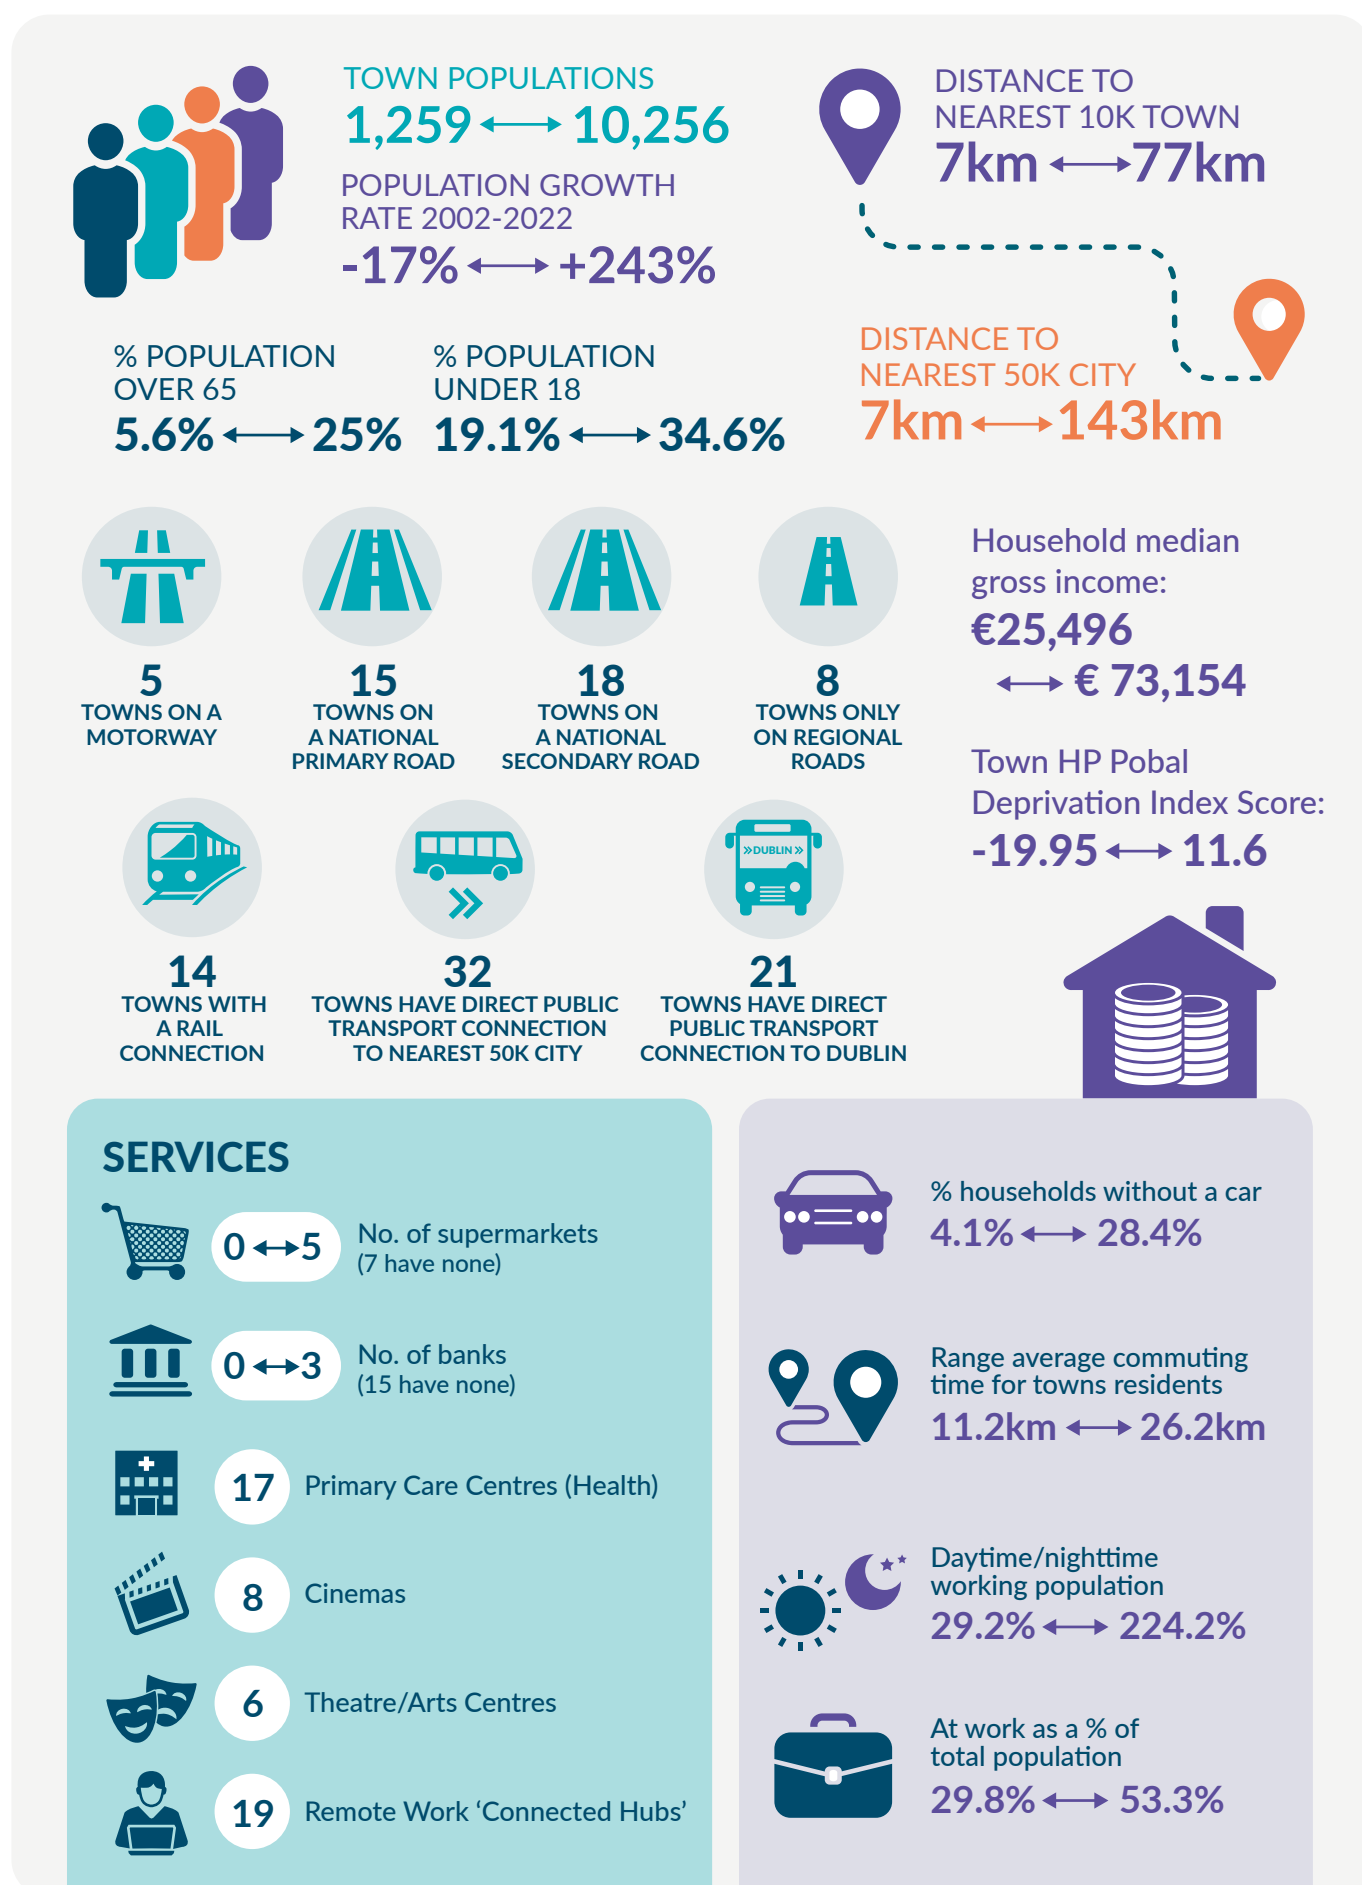 TOWN POPULATIONS
1,259 ↔ 10,256
POPULATION GROWTH
RATE 2002-2022
-17% ↔ +243%
DISTANCE TO
NEAREST 10K TOWN
7km ↔ 77km
% POPULATION
OVER 65
5.6% ↔ 25%
% POPULATION
UNDER 18
19.1% ↔ 34.6%
DISTANCE TO
NEAREST 50K CITY
7km ↔ 143km
5
TOWNS ON A
MOTORWAY
15
TOWNS ON
A NATIONAL
PRIMARY ROAD
18
TOWNS ON
A NATIONAL
SECONDARY ROAD
8
TOWNS ONLY
ON REGIONAL
ROADS
Household median
gross income:
€25,496
↔ € 73,154
Town HP Pobal
Deprivation Index Score:
-19.95 ↔ 11.6
14
TOWNS WITH
A RAIL
CONNECTION
32
TOWNS HAVE DIRECT PUBLIC
TRANSPORT CONNECTION
TO NEAREST 50K CITY
»DUBLIN»
21
TOWNS HAVE DIRECT
PUBLIC TRANSPORT
CONNECTION TO DUBLIN
SERVICES
0 ↔ 5
No. of supermarkets
(7 have none)
0 ↔ 3
No. of banks
(15 have none)
17
Primary Care Centres (Health)
8
Cinemas
6
Theatre/Arts Centres
19
Remote Work ‘Connected Hubs’
% households without a car
4.1% ↔ 28.4%
Range average commuting
time for towns residents
11.2km ↔ 26.2km
Daytime/nighttime
working population
29.2% ↔ 224.2%
At work as a % of
total population
29.8% ↔ 53.3%